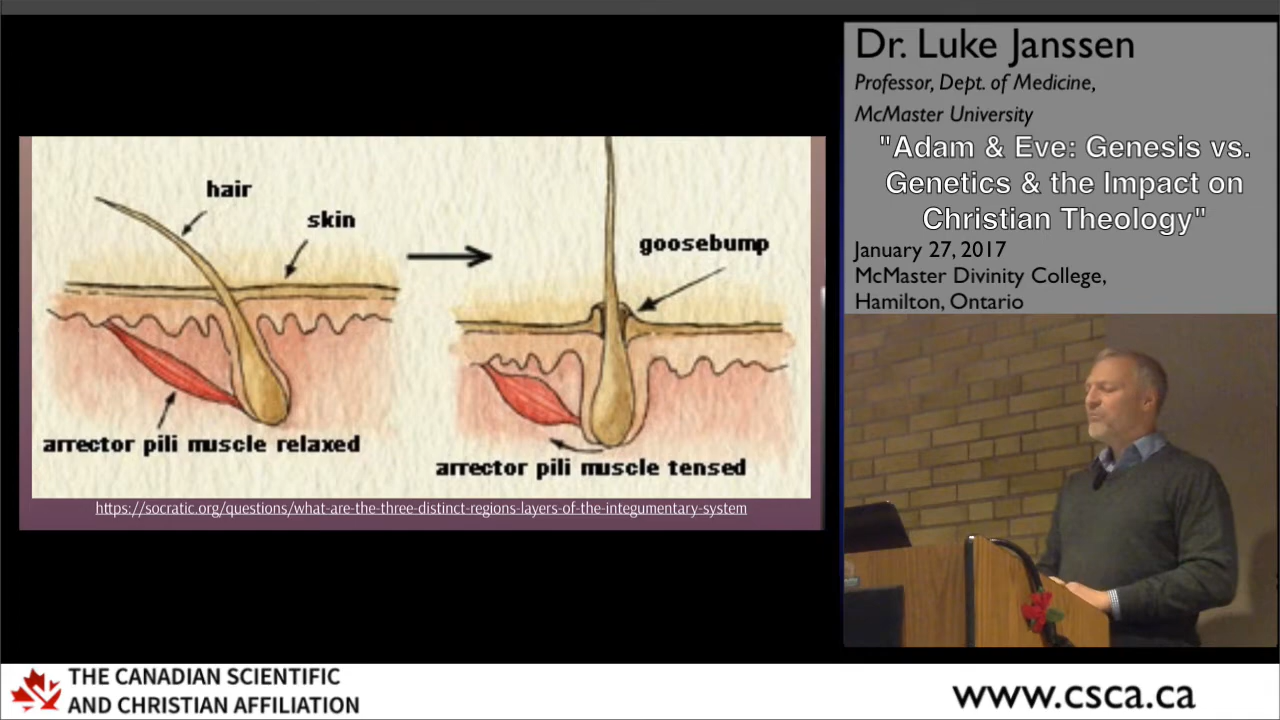 hair
skin
goosebump
arrector pili muscle relaxed
arrector pili muscle tensed
https://socratic.org/questions/what-are-the-three-distinct-regions-layers-of-the-integumentary-system
Dr. Luke Janssen
Professor, Dept. of Medicine,
McMaster University
"Adam & Eve: Genesis vs.
Genetics & the Impact on
Christian Theology"
January 27, 2017
McMaster Divinity College,
Hamilton, Ontario
THE CANADIAN SCIENTIFIC
AND CHRISTIAN AFFILIATION
www.csca.ca